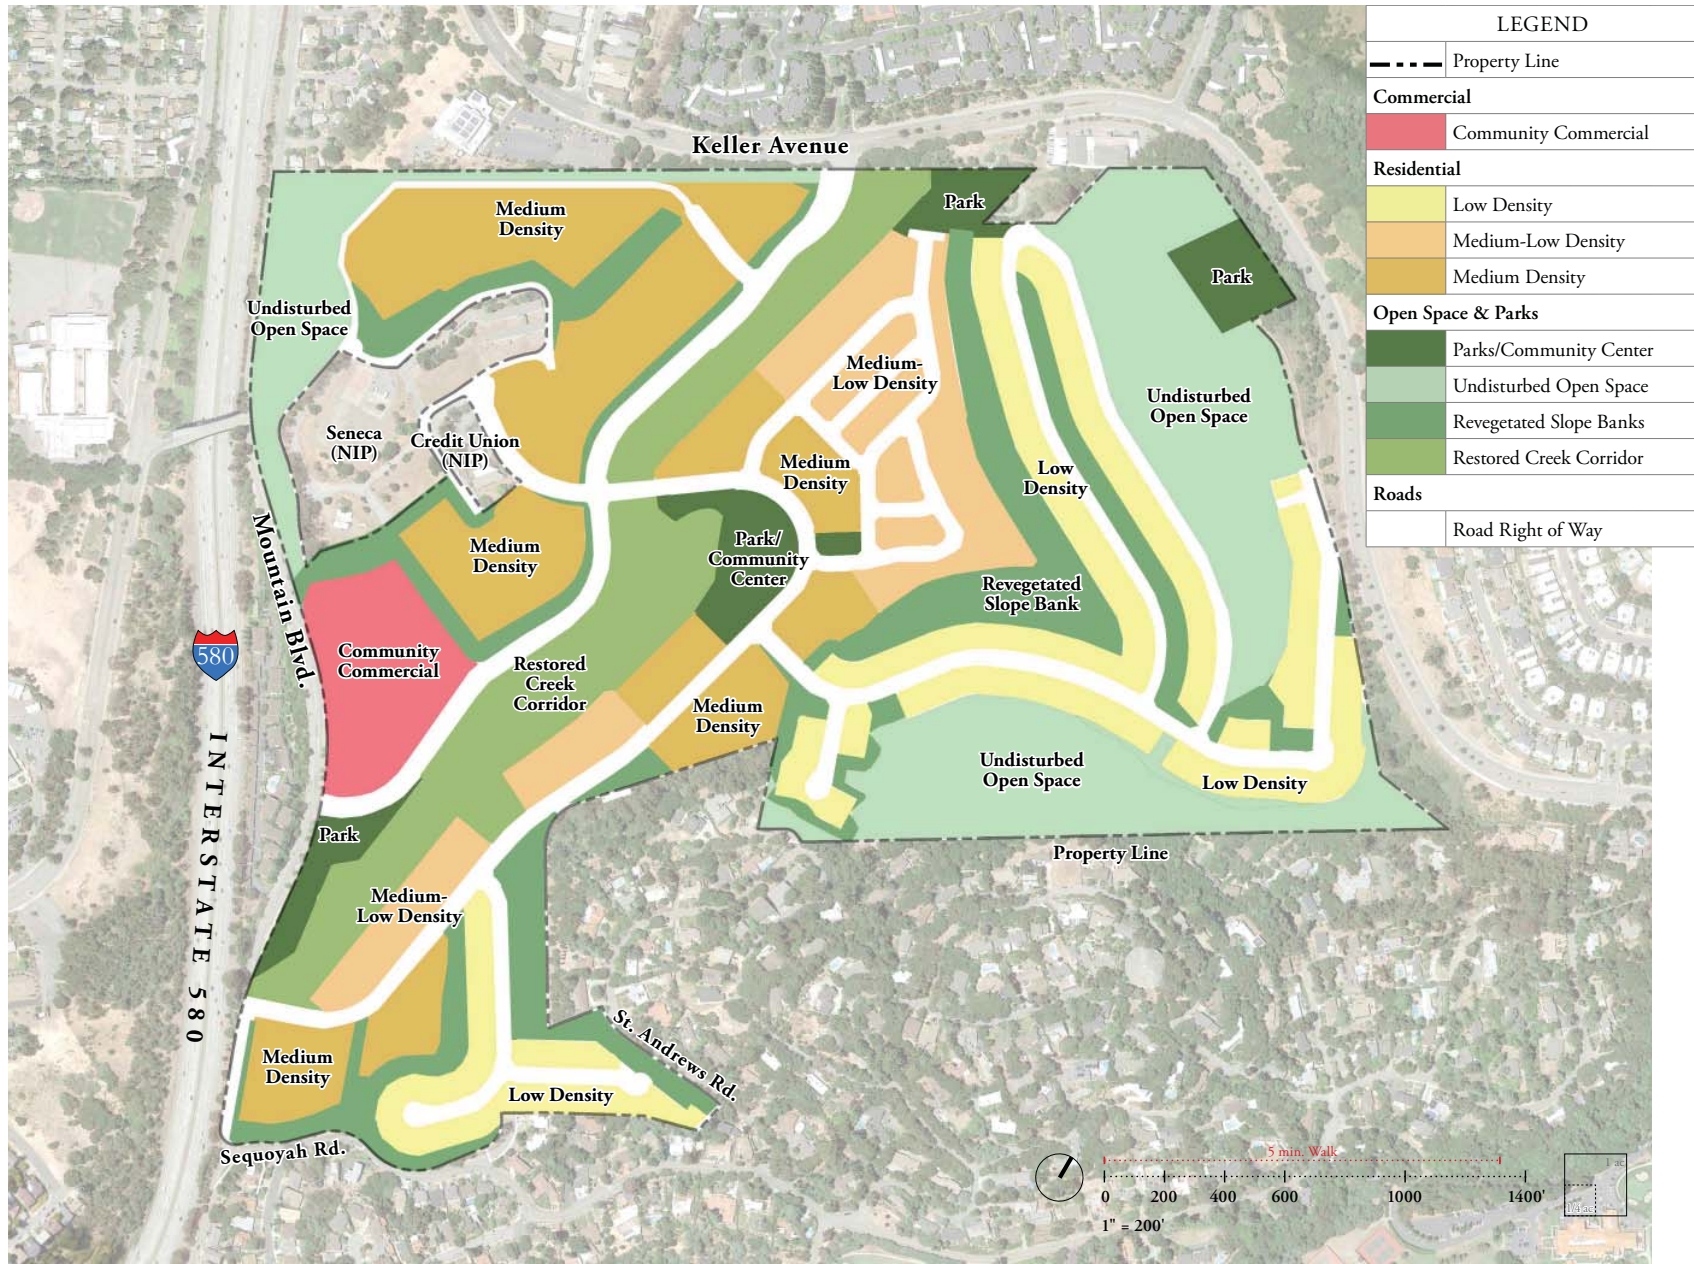 LEGEND
Property Line
Commercial
Community Commercial
Residential
Low Density
Medium-Low Density
Medium Density
Open Space & Parks
Parks/Community Center
Undisturbed Open Space
Revegetated Slope Banks
Restored Creek Corridor
Roads
Road Right of Way
Keller Avenue
Park
Medium
Density
Park
Undisturbed
Open Space
Medium-
Low Density
Undisturbed
Open Space
Seneca
(NIP)
Credit Union
(NIP)
Medium
Density
Low
Density
Mountain Blvd.
Medium
Density
Park/
Community
Center
Revegetated
Slope Bank
580
Community
Commercial
Restored
Creek
Corridor
Medium
Density
Undisturbed
Open Space
Low Density
INTERSTATE 580
Park
Property Line
Medium-
Low Density
St. Andrews Rd.
Medium
Density
Low Density
Sequoyah Rd.
5 min. Walk
0 200 400 600 1000 1400'
1" = 200'
1 ac
1/4 ac